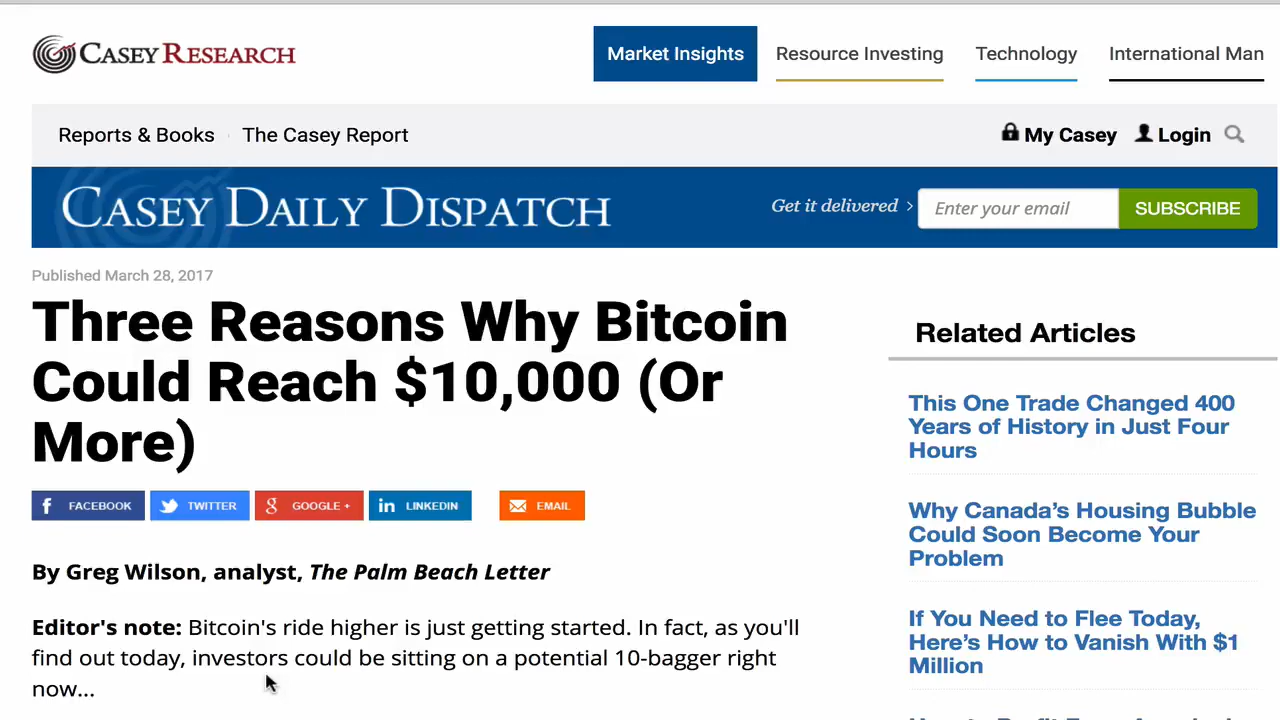 CASEY RESEARCH
Market Insights
Resource Investing
Technology
International Man
Reports & Books
The Casey Report
My Casey
Login
CASEY DAILY DISPATCH
Get it delivered >
Enter your email
SUBSCRIBE
Published March 28, 2017
Three Reasons Why Bitcoin
Could Reach $10,000 (Or
More)
FACEBOOK
TWITTER
GOOGLE +
LINKEDIN
EMAIL
By Greg Wilson, analyst, The Palm Beach Letter
Editor's note: Bitcoin's ride higher is just getting started. In fact, as you'll
find out today, investors could be sitting on a potential 10-bagger right
now...
Related Articles
This One Trade Changed 400
Years of History in Just Four
Hours
Why Canada's Housing Bubble
Could Soon Become Your
Problem
If You Need to Flee Today,
Here's How to Vanish With $1
Million